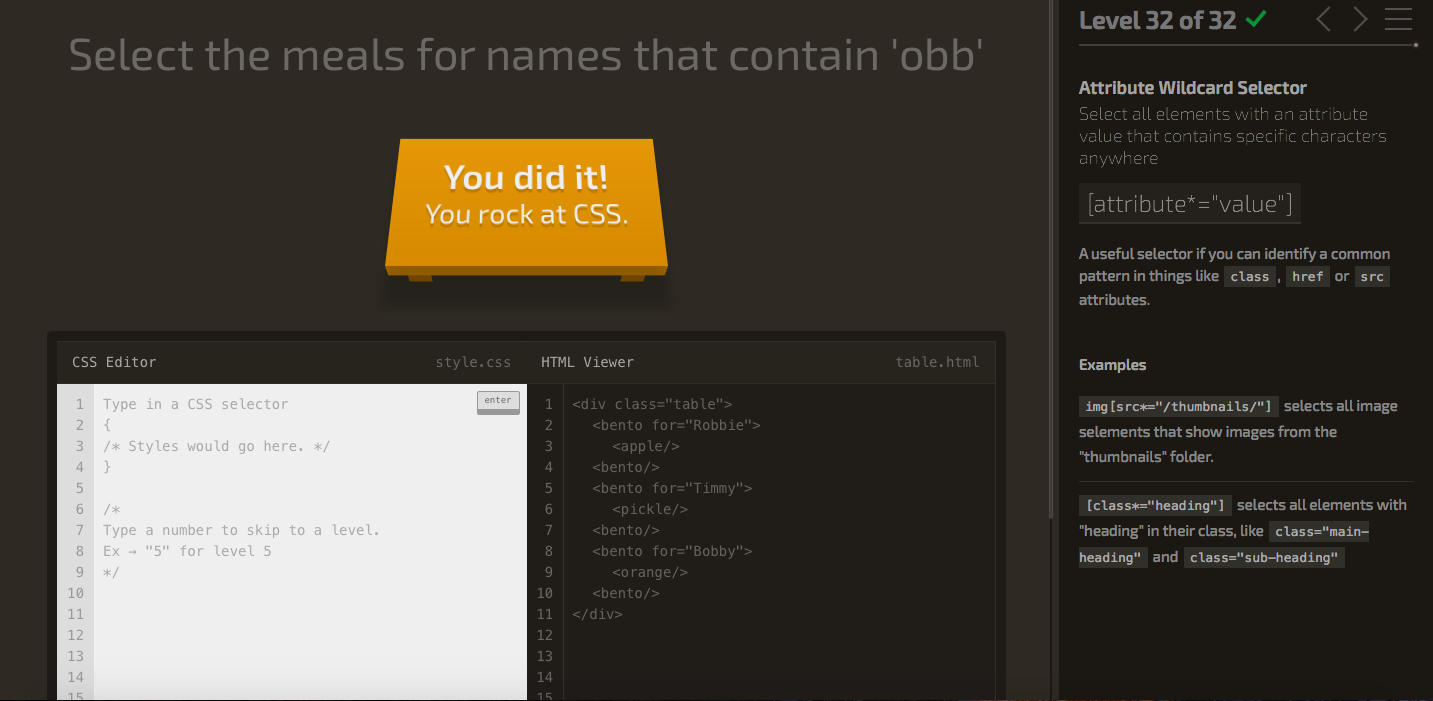 Select the meals for names that contain 'obb'
You did it!
You rock at CSS.
CSS Editor style.css
1 Type in a CSS selector enter
2 {
3 /* Styles would go here. */
4 }
5
6 /*
7 Type a number to skip to a level.
8 Ex → "5" for level 5
9 */
10
11
12
13
14
15
HTML Viewer table.html
1 <div class="table">
2 <bento for="Robbie">
3 <apple/>
4 <bento/>
5 <bento for="Timmy">
6 <pickle/>
7 <bento/>
8 <bento for="Bobby">
9 <orange/>
10 <bento/>
11 </div>
12
13
14
15
Level 32 of 32
Attribute Wildcard Selector
Select all elements with an attribute
value that contains specific characters
anywhere
[attribute*="value"]
A useful selector if you can identify a common
pattern in things like class, href or src
attributes.
Examples
img[src*="/thumbnails/"] selects all image
selements that show images from the
"thumbnails" folder.
[class*="heading"] selects all elements with
"heading" in their class, like class="main-
heading" and class="sub-heading"